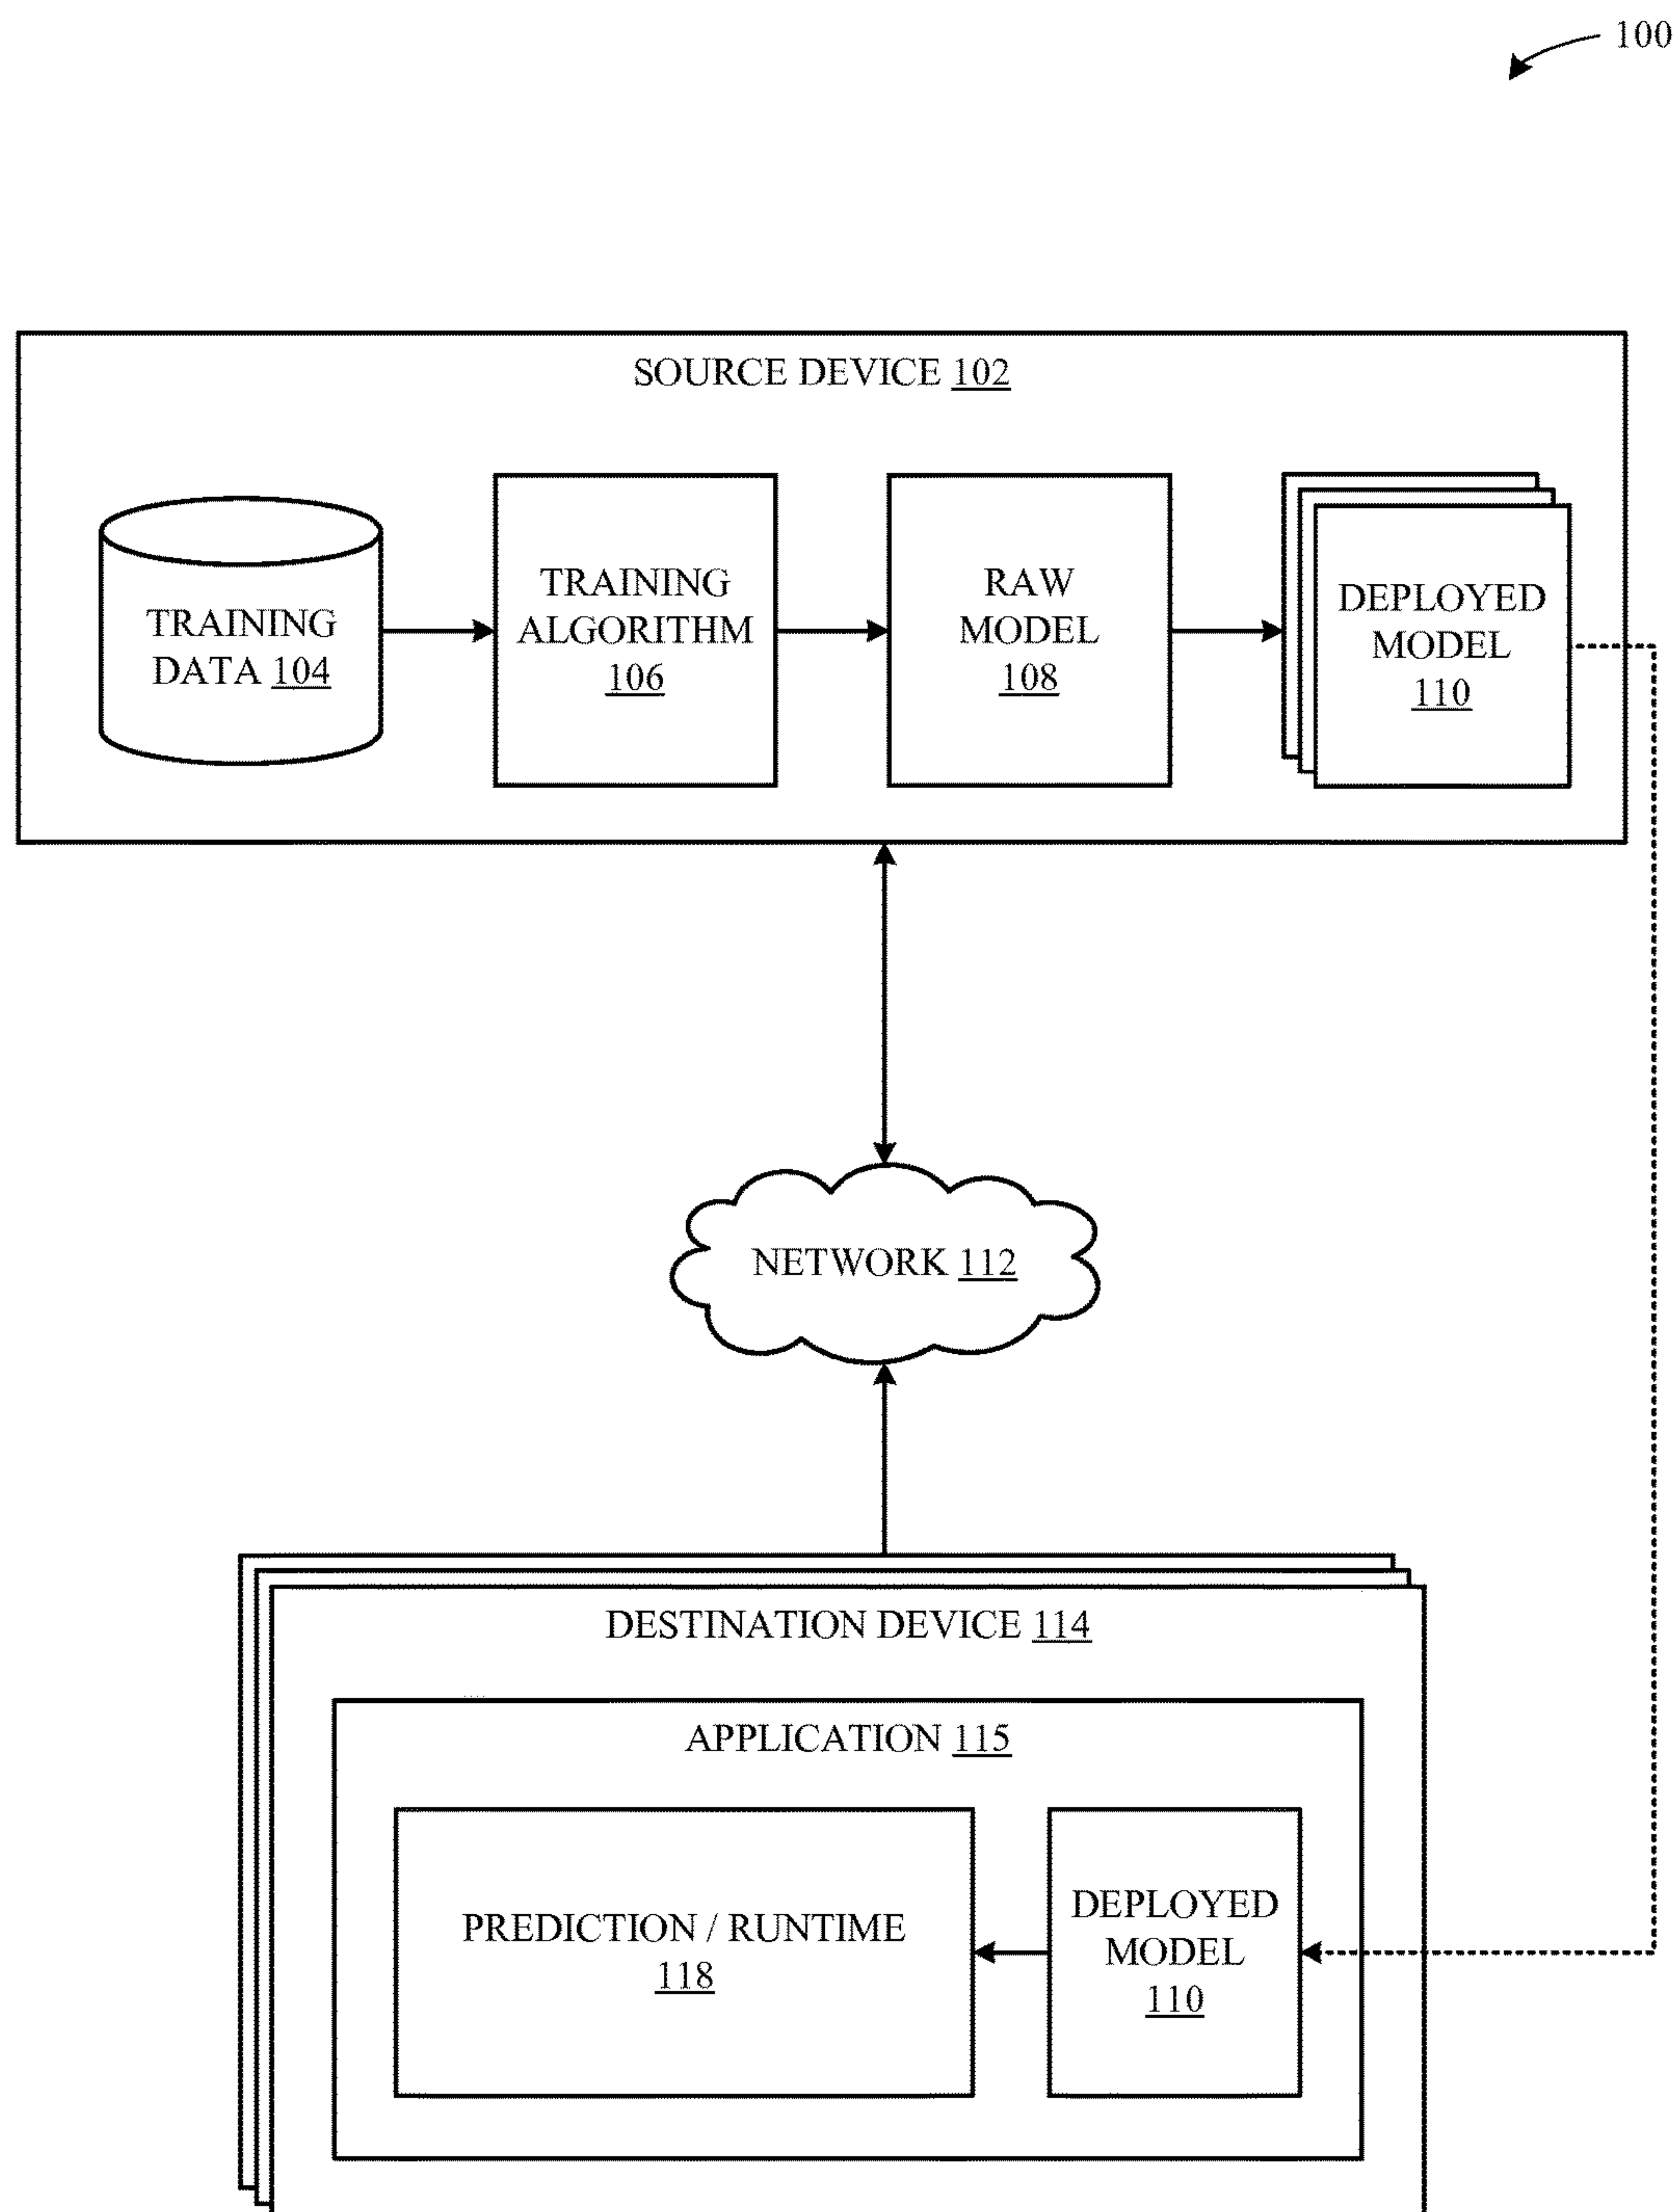 100
SOURCE DEVICE 102
TRAINING
DATA 104
TRAINING
ALGORITHM
106
RAW
MODEL
108
DEPLOYED
MODEL
110
NETWORK 112
DESTINATION DEVICE 114
APPLICATION 115
PREDICTION / RUNTIME
118
DEPLOYED
MODEL
110